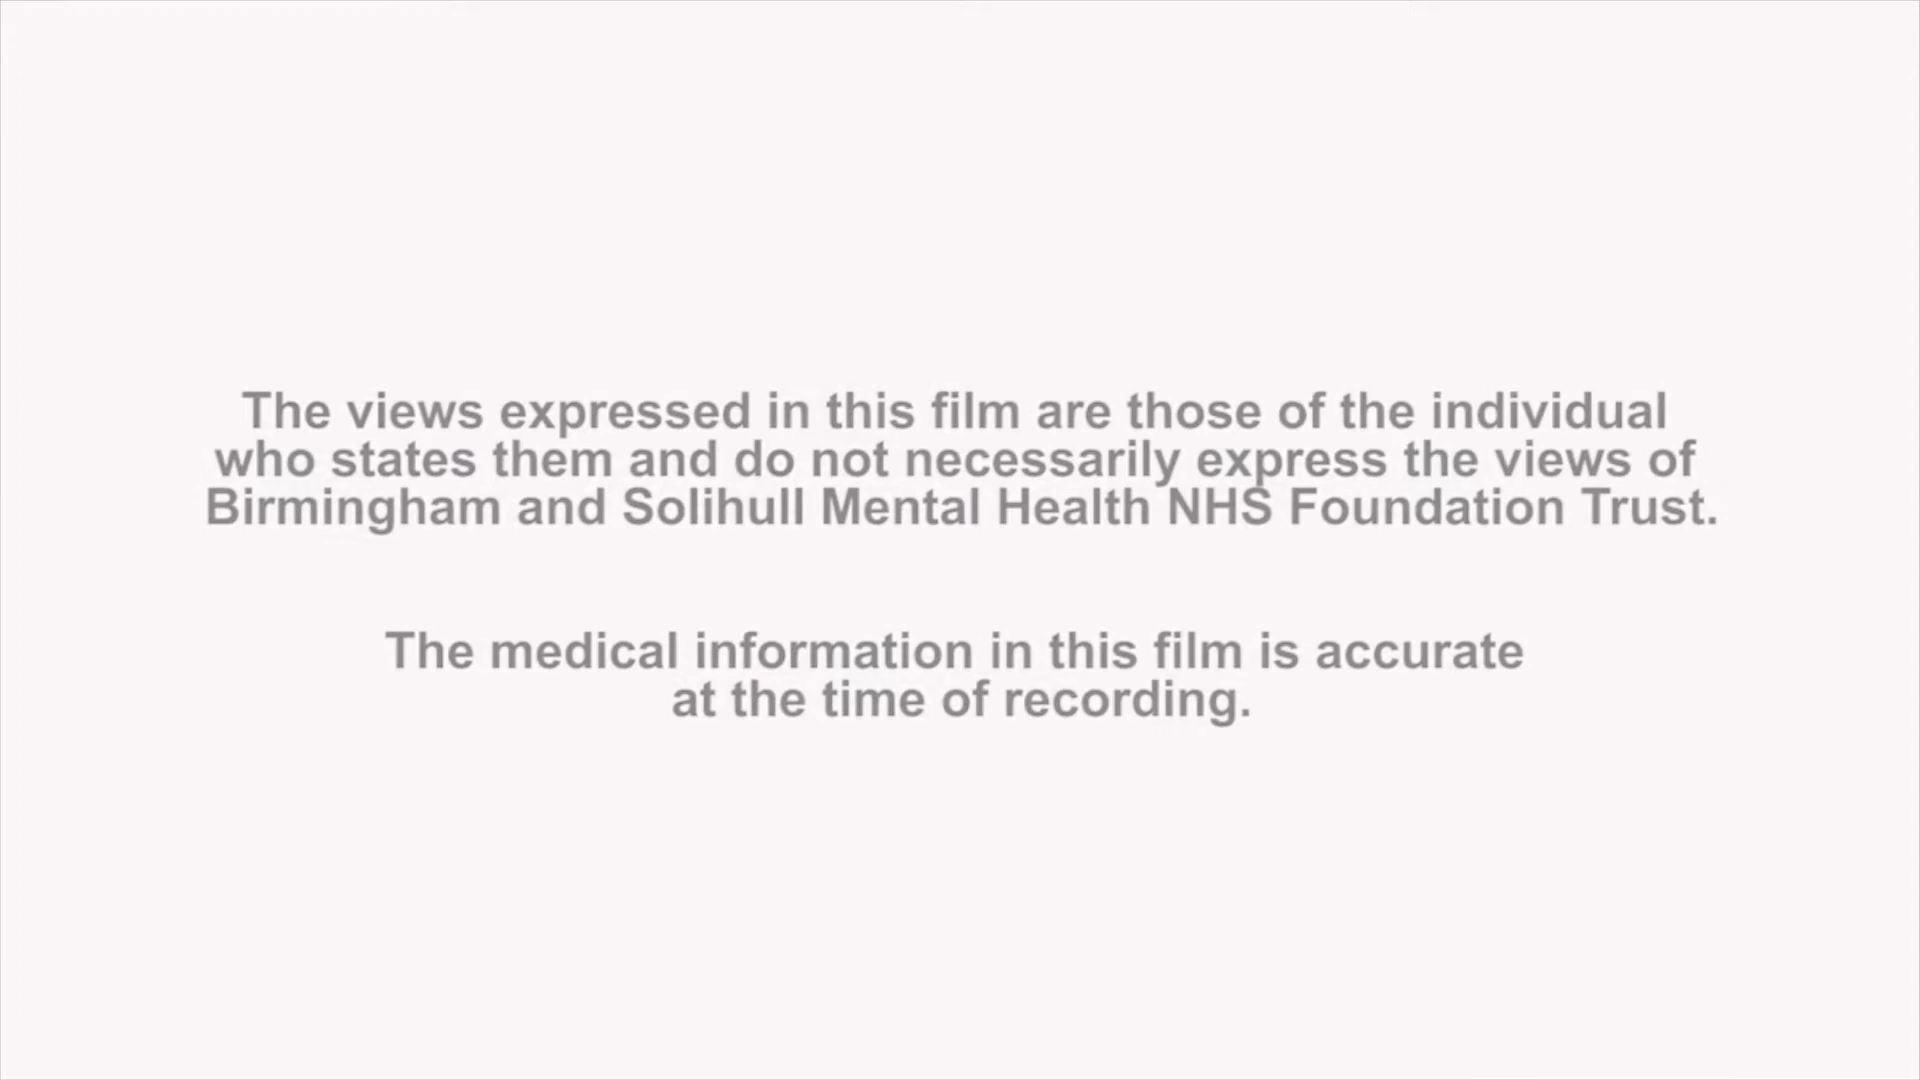 The views expressed in this film are those of the individual
who states them and do not necessarily express the views of
Birmingham and Solihull Mental Health NHS Foundation Trust.
The medical information in this film is accurate
at the time of recording.